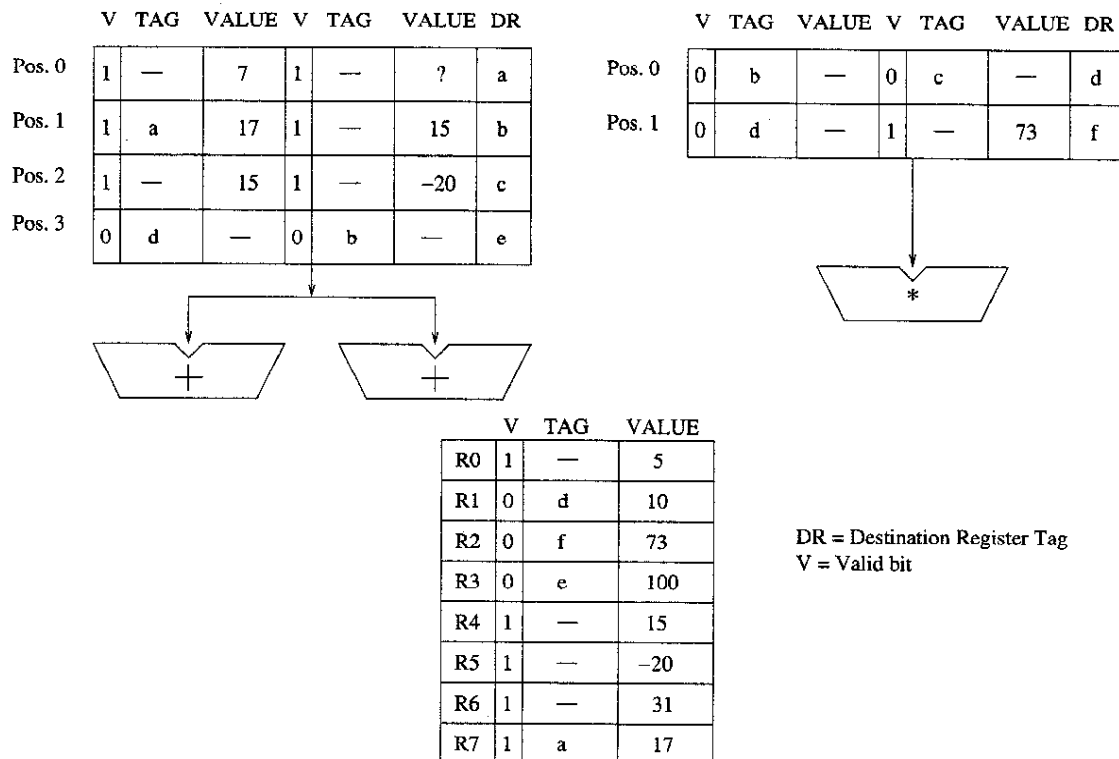 V TAG VALUE V TAG VALUE DR
Pos. 0 1 — 7 1 — ? a
Pos. 1 1 a 17 1 — 15 b
Pos. 2 1 — 15 1 — −20 c
Pos. 3 0 d — 0 b — e
+ +
V TAG VALUE V TAG VALUE DR
Pos. 0 0 b — 0 c — d
Pos. 1 0 d — 1 — 73 f
*
V TAG VALUE
R0 1 — 5
R1 0 d 10
R2 0 f 73
R3 0 e 100
R4 1 — 15
R5 1 — −20
R6 1 — 31
R7 1 a 17
DR = Destination Register Tag
V = Valid bit